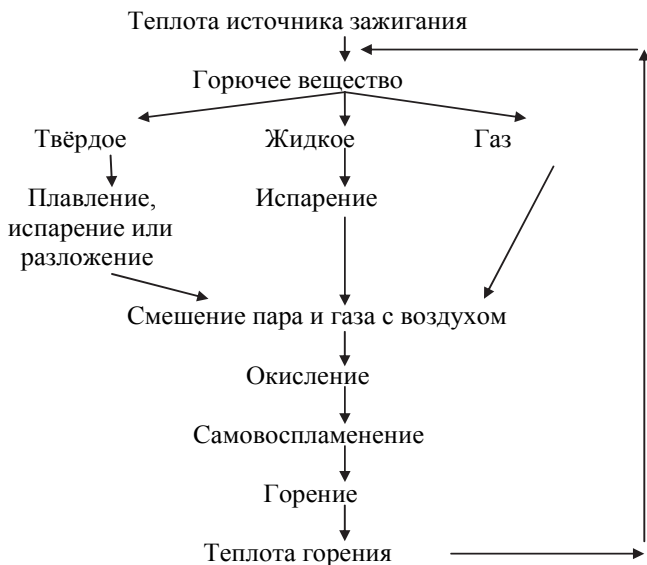 Теплота источника зажигания
Горючее вещество
Твёрдое
Жидкое
Газ
Плавление,
испарение или
разложение
Испарение
Смешение пара и газа с воздухом
Окисление
Самовоспламенение
Горение
Теплота горения